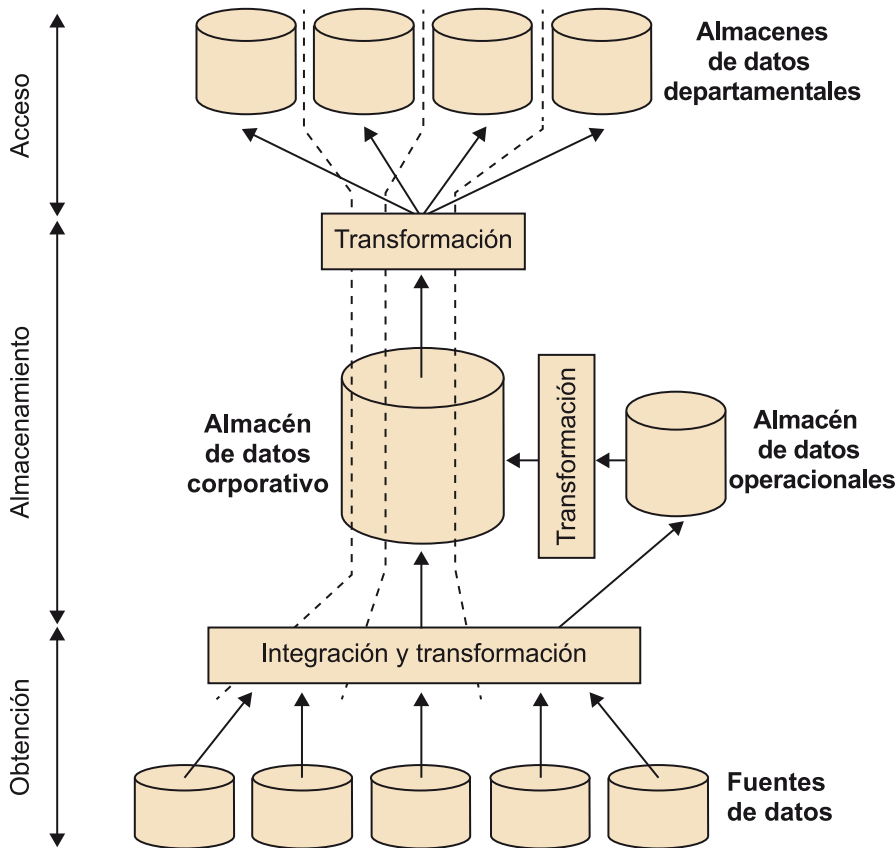 Acceso
Almacenes
de datos
departamentales
Transformación
Almacenamiento
Almacén
de datos
corporativo
Transformación
Almacén
de datos
operacionales
Integración y transformación
Obtención
Fuentes
de datos